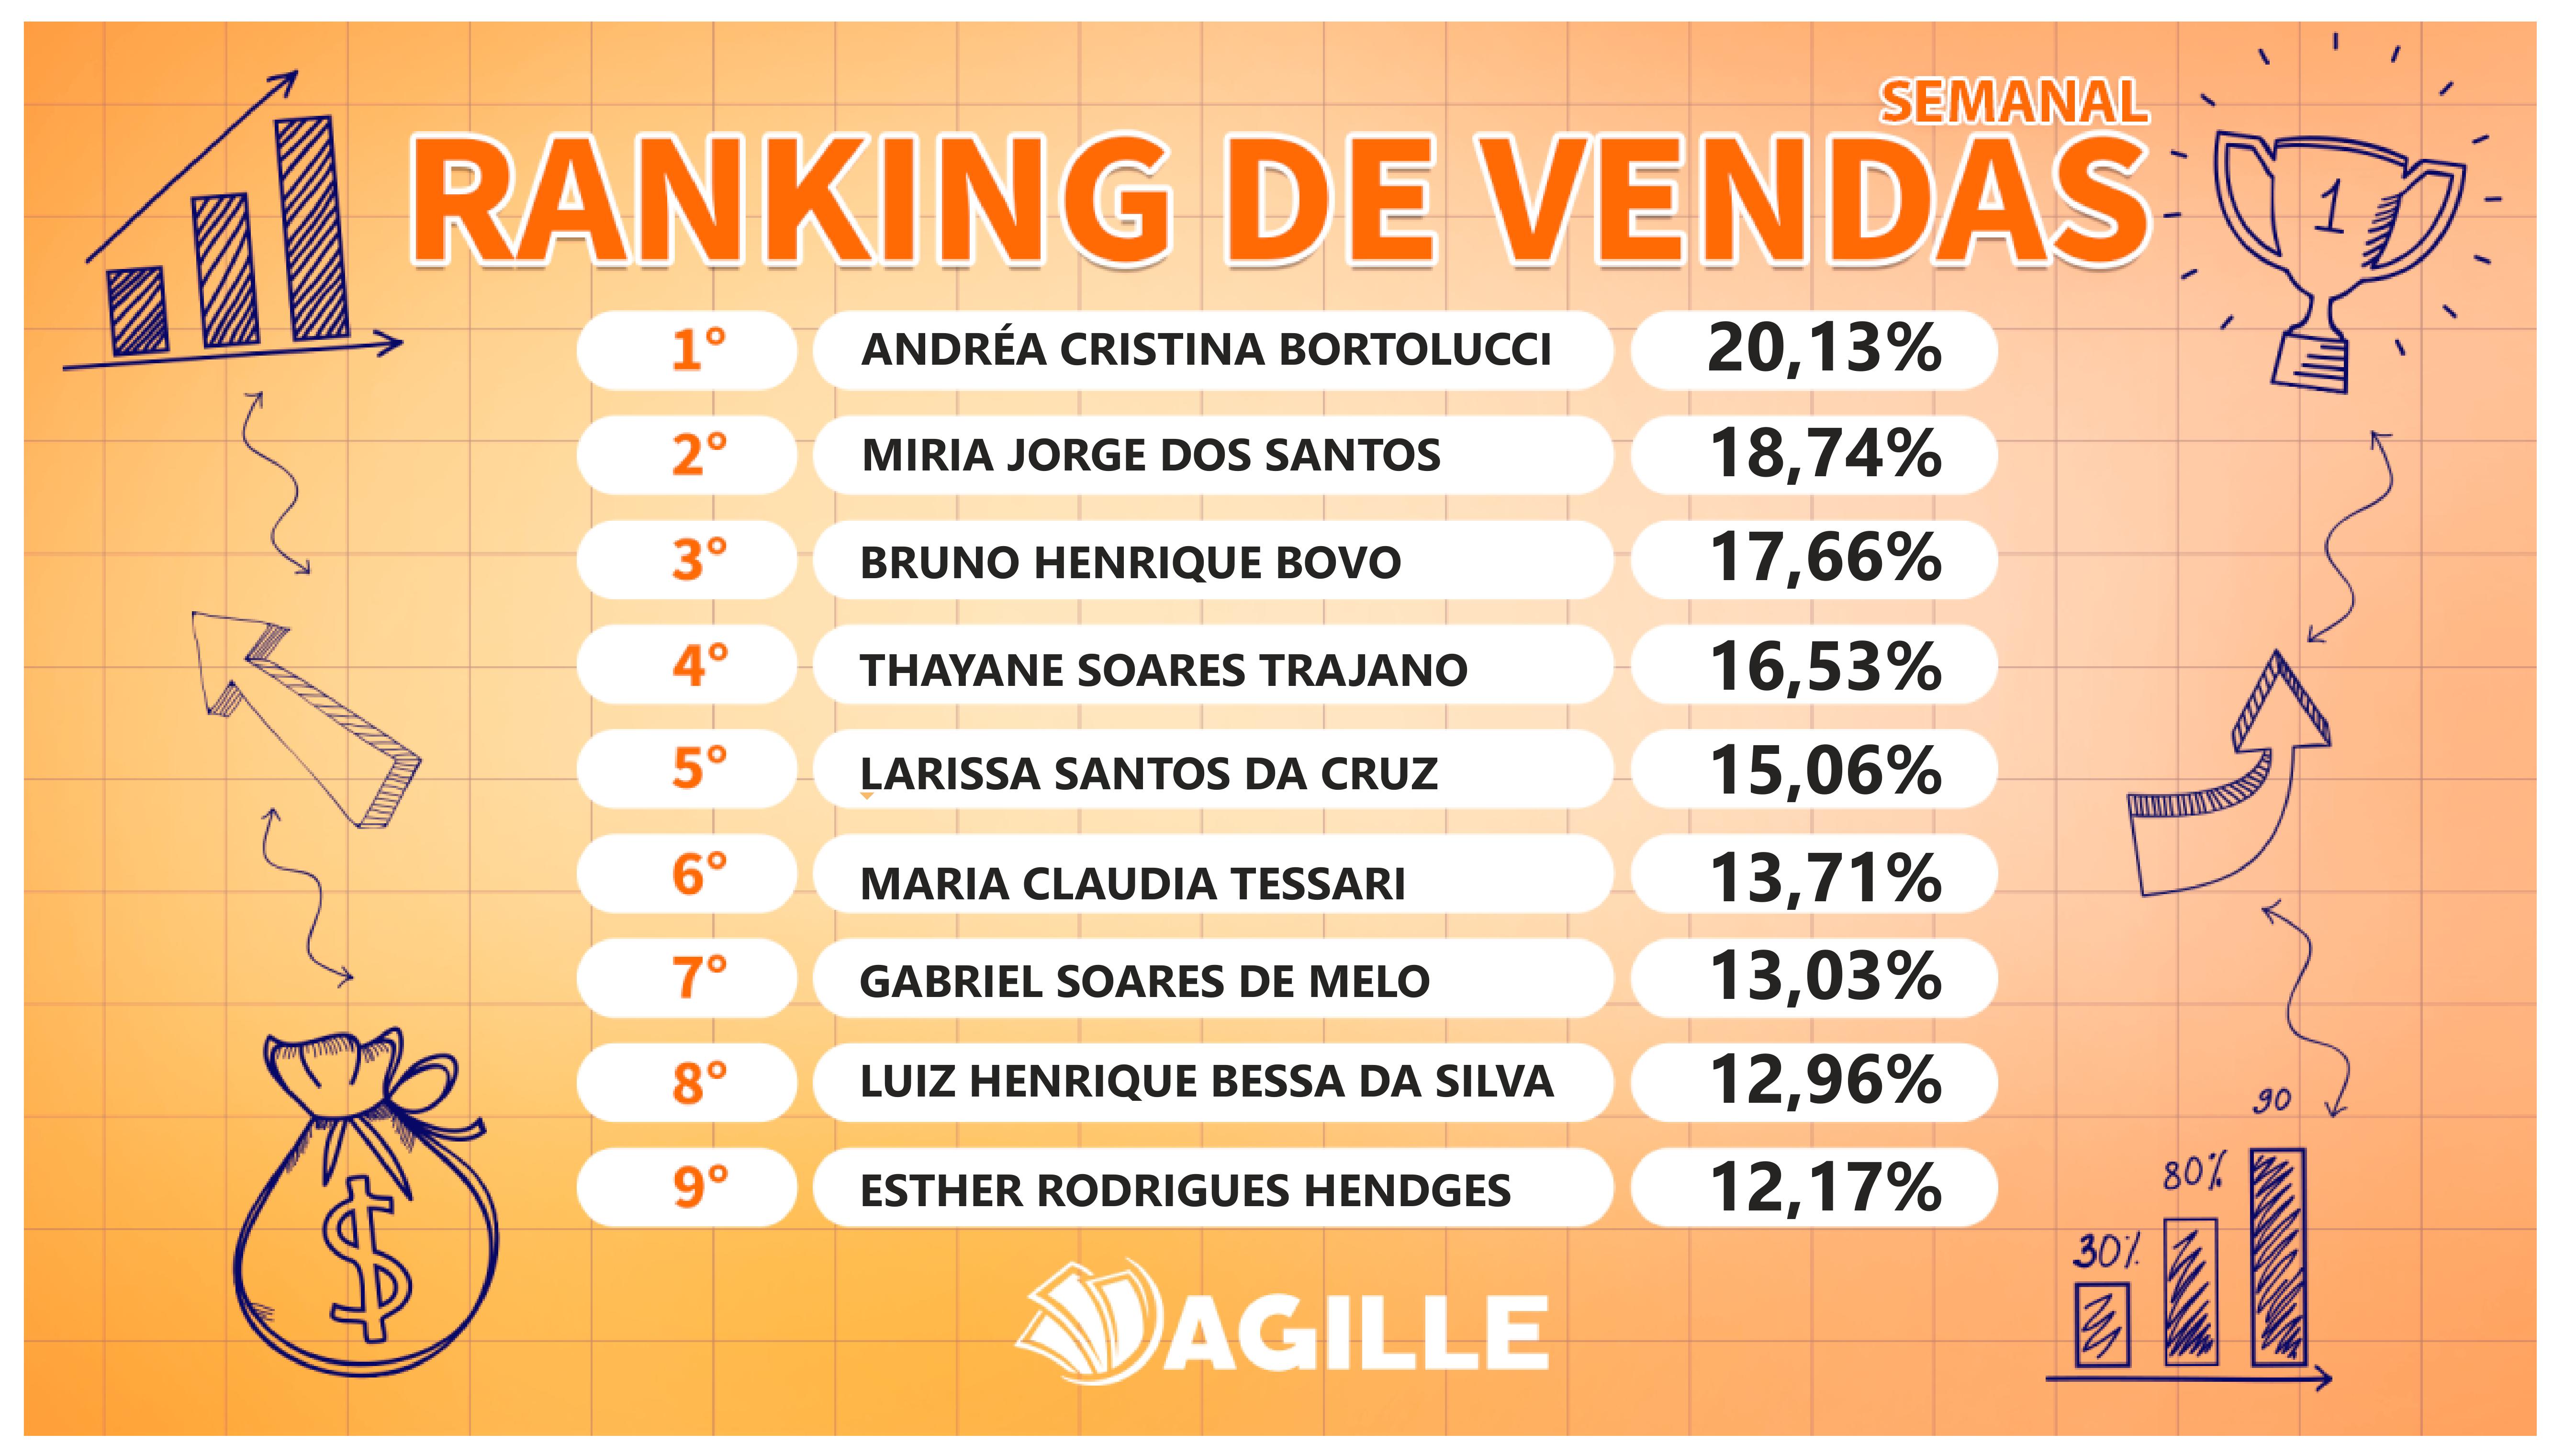 SEMANAL
RANKING DE VENDAS
1
1° ANDRÉA CRISTINA BORTOLUCCI 20,13%
2° MIRIA JORGE DOS SANTOS 18,74%
3° BRUNO HENRIQUE BOVO 17,66%
4° THAYANE SOARES TRAJANO 16,53%
5° LARISSA SANTOS DA CRUZ 15,06%
6° MARIA CLAUDIA TESSARI 13,71%
7° GABRIEL SOARES DE MELO 13,03%
8° LUIZ HENRIQUE BESSA DA SILVA 12,96%
9° ESTHER RODRIGUES HENDGES 12,17%
90
80%
30%
$
AGILLE